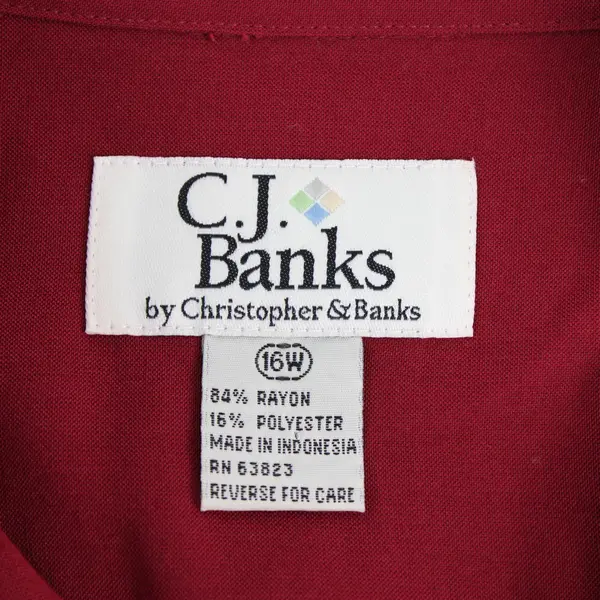 C.J.
Banks
by Christopher & Banks
16W
84% RAYON
16% POLYESTER
MADE IN INDONESIA
RN 63823
REVERSE FOR CARE